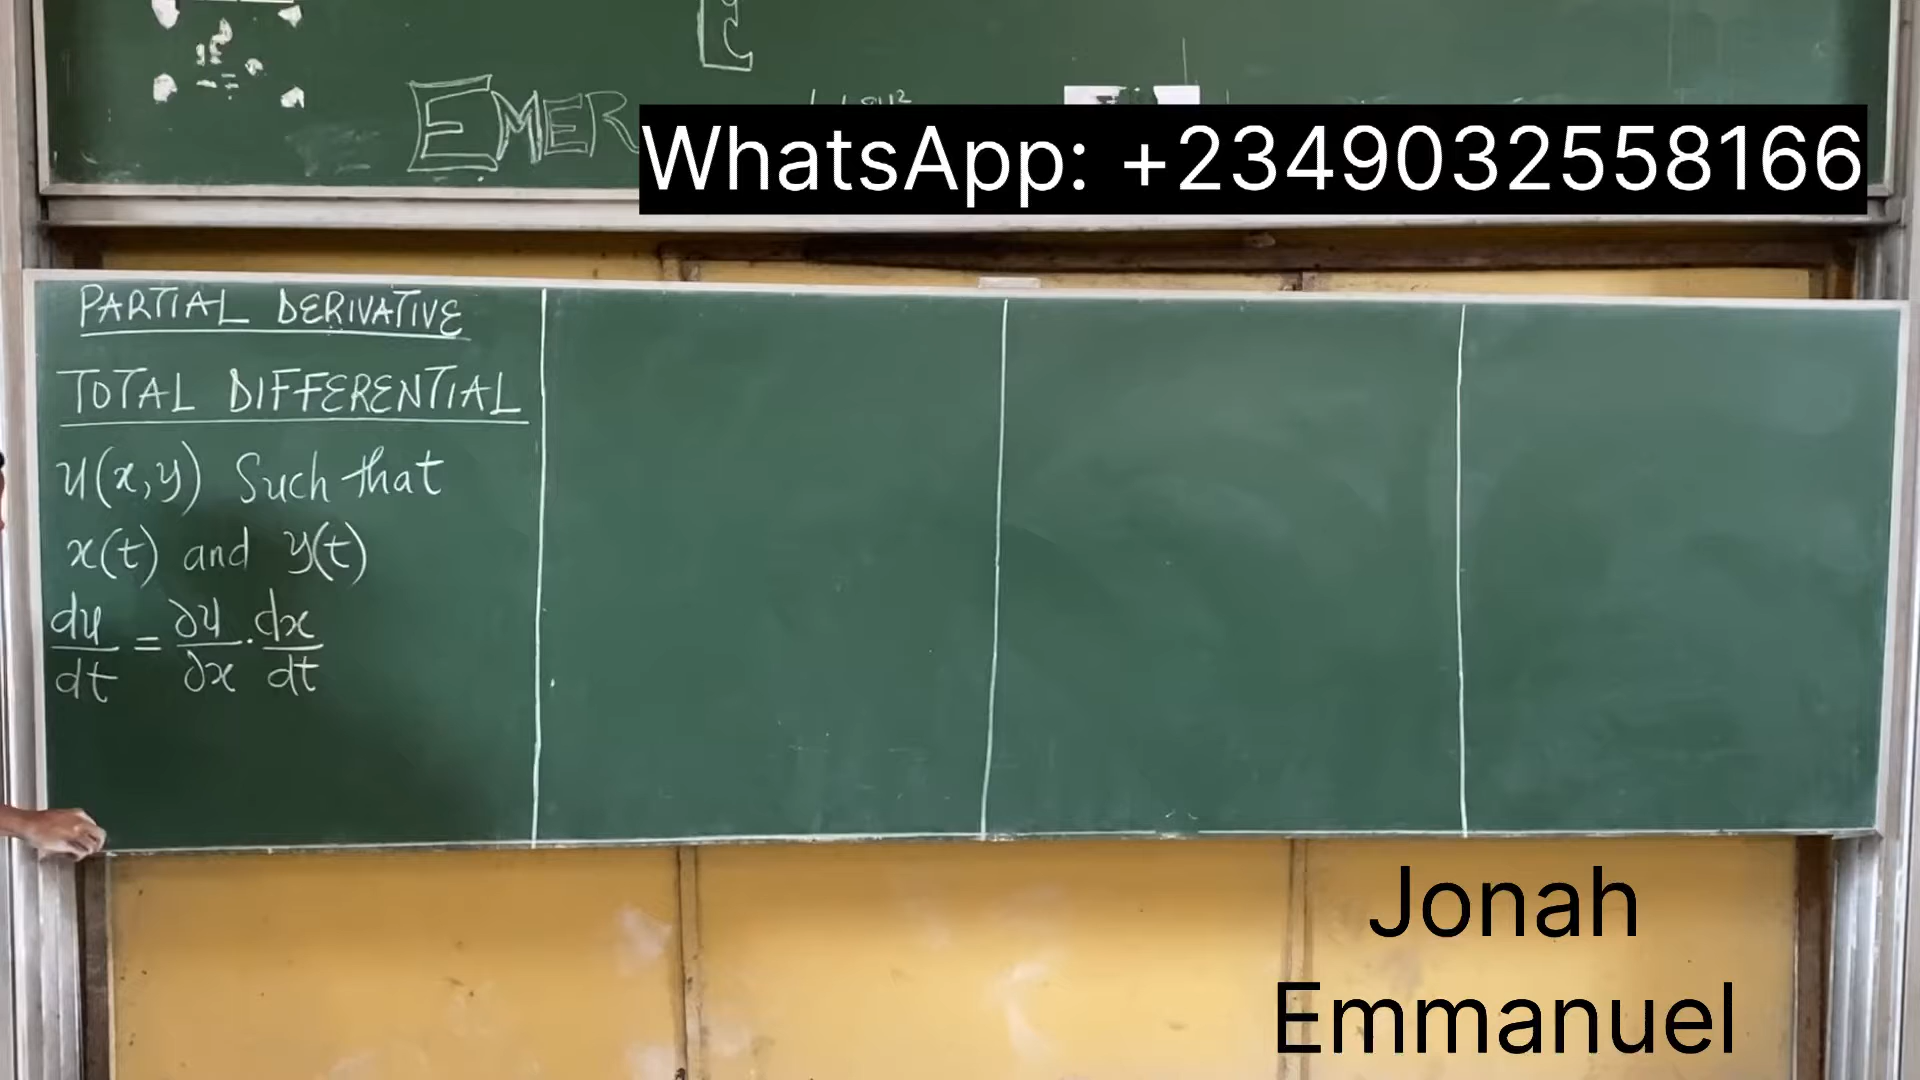 EMER
WhatsApp: +2349032558166
PARTIAL DERIVATIVE
TOTAL DIFFERENTIAL
u(x,y) Such that
x(t) and y(t)
du/dt = ∂u/∂x · dx/dt
Jonah
Emmanuel